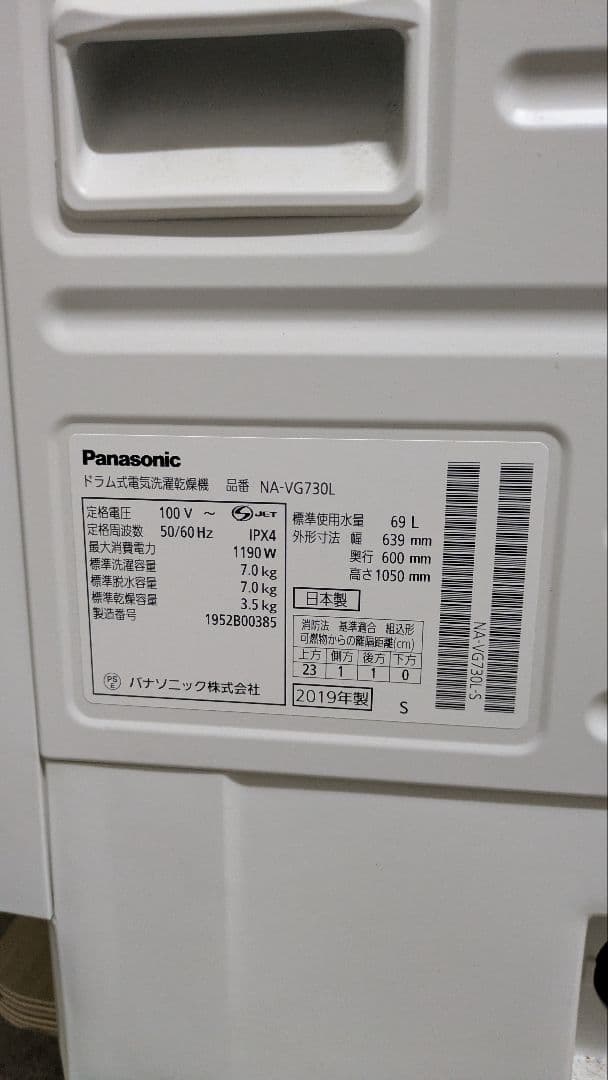 Panasonic
ドラム式電気洗濯乾燥機 品番 NA-VG730L
定格電圧 100 V ~ S JET
定格周波数 50/60Hz IPX4
最大消費電力 1190 W
標準洗濯容量 7.0 kg
標準脱水容量 7.0 kg
標準乾燥容量 3.5 kg
製造番号 1952B00385
PS E パナソニック株式会社
標準使用水量 69 L
外形寸法 幅 639 mm
奥行 600 mm
高さ 1050 mm
日本製
消防法 基準適合 組込形
可燃物からの離隔距離(cm)
上方 側方 後方 下方
23 1 1 0
2019年製 S
NA-VG730L-S